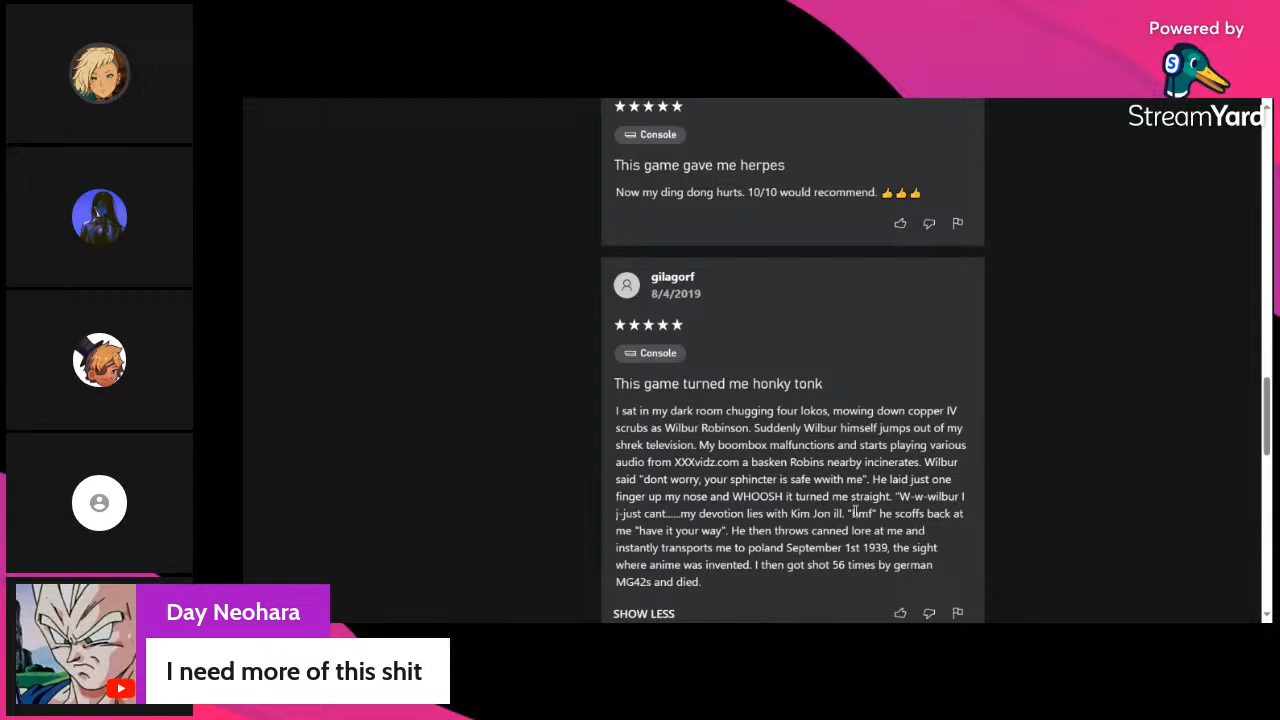 Powered by
S
StreamYard
★★★★★
Console
This game gave me herpes
Now my ding dong hurts. 10/10 would recommend. 👍👍👍
gilagorf
8/4/2019
★★★★★
Console
This game turned me honky tonk
I sat in my dark room chugging four lokos, mowing down copper IV
scrubs as Wilbur Robinson. Suddenly Wilbur himself jumps out of my
shrek television. My boombox malfunctions and starts playing various
audio from XXXvidz.com a basken Robins nearby incinerates. Wilbur
said "dont worry, your sphincter is safe wwith me". He laid just one
finger up my nose and WHOOSH it turned me straight. "W-w-wilbur I
j-just cant......my devotion lies with Kim Jon ill. he scoffs back at
me "have it your way". He then throws canned lore at me and
instantly transports me to poland September 1st 1939, the sight
where anime was invented. I then got shot 56 times by german
MG42s and died.
SHOW LESS
Day Neohara
I need more of this shit